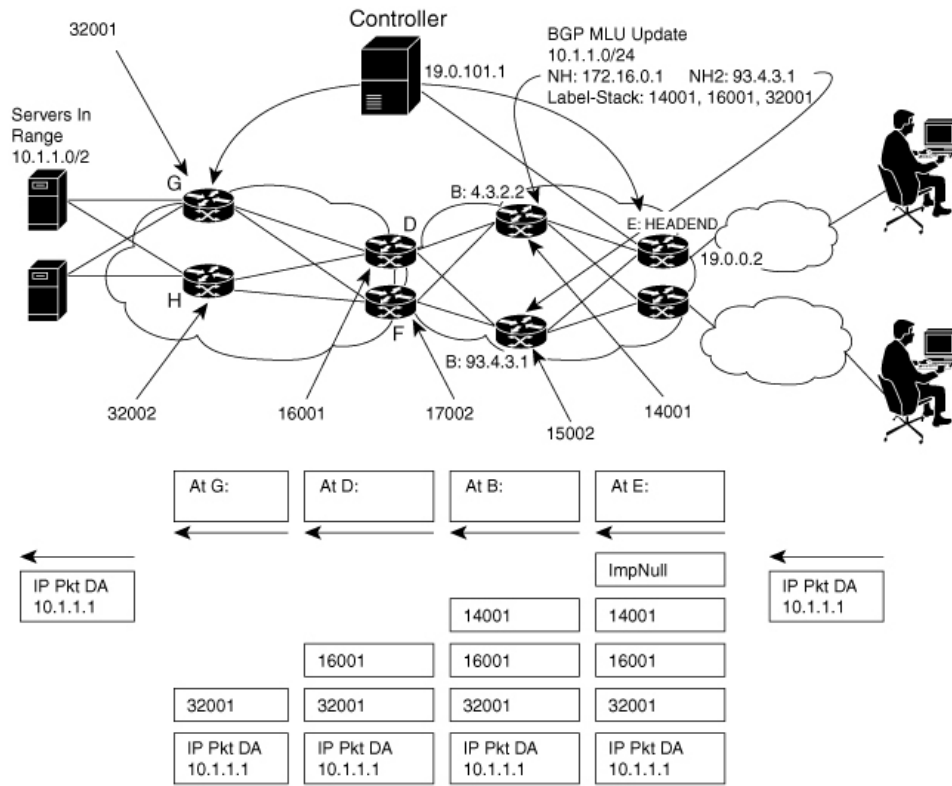 Controller
32001
19.0.101.1
BGP MLU Update
10.1.1.0/24
NH: 172.16.0.1 NH2: 93.4.3.1
Label-Stack: 14001, 16001, 32001
Servers In
Range
10.1.1.0/2
G
B: 4.3.2.2
D
E: HEADEND
19.0.0.2
H
F
B: 93.4.3.1
32002
16001
17002
15002
14001
At G:
At D:
At B:
At E:
ImpNull
IP Pkt DA
10.1.1.1
IP Pkt DA
10.1.1.1
14001
14001
16001
16001
16001
32001
32001
32001
32001
IP Pkt DA
10.1.1.1
IP Pkt DA
10.1.1.1
IP Pkt DA
10.1.1.1
IP Pkt DA
10.1.1.1